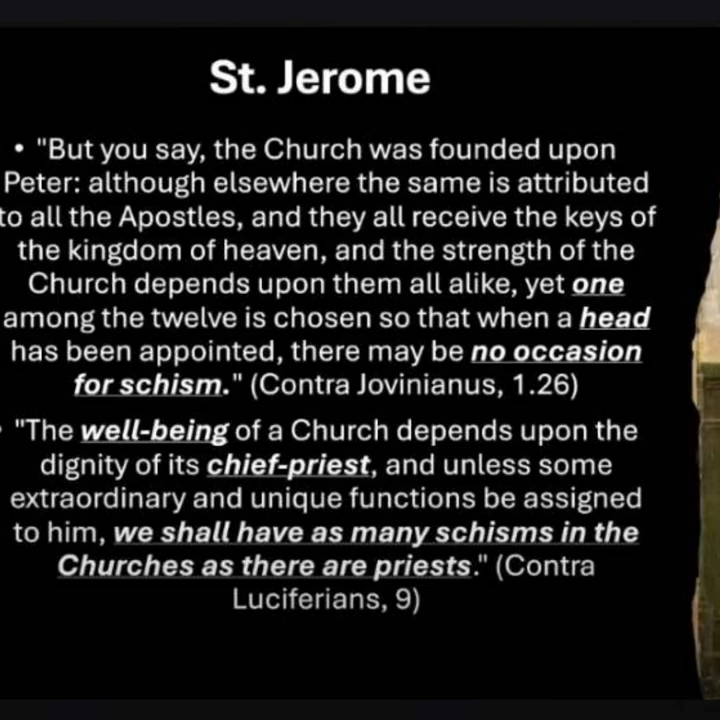 St. Jerome
• "But you say, the Church was founded upon
Peter: although elsewhere the same is attributed
to all the Apostles, and they all receive the keys of
the kingdom of heaven, and the strength of the
Church depends upon them all alike, yet one
among the twelve is chosen so that when a head
has been appointed, there may be no occasion
for schism." (Contra Jovinianus, 1.26)
• "The well-being of a Church depends upon the
dignity of its chief-priest, and unless some
extraordinary and unique functions be assigned
to him, we shall have as many schisms in the
Churches as there are priests." (Contra
Luciferians, 9)